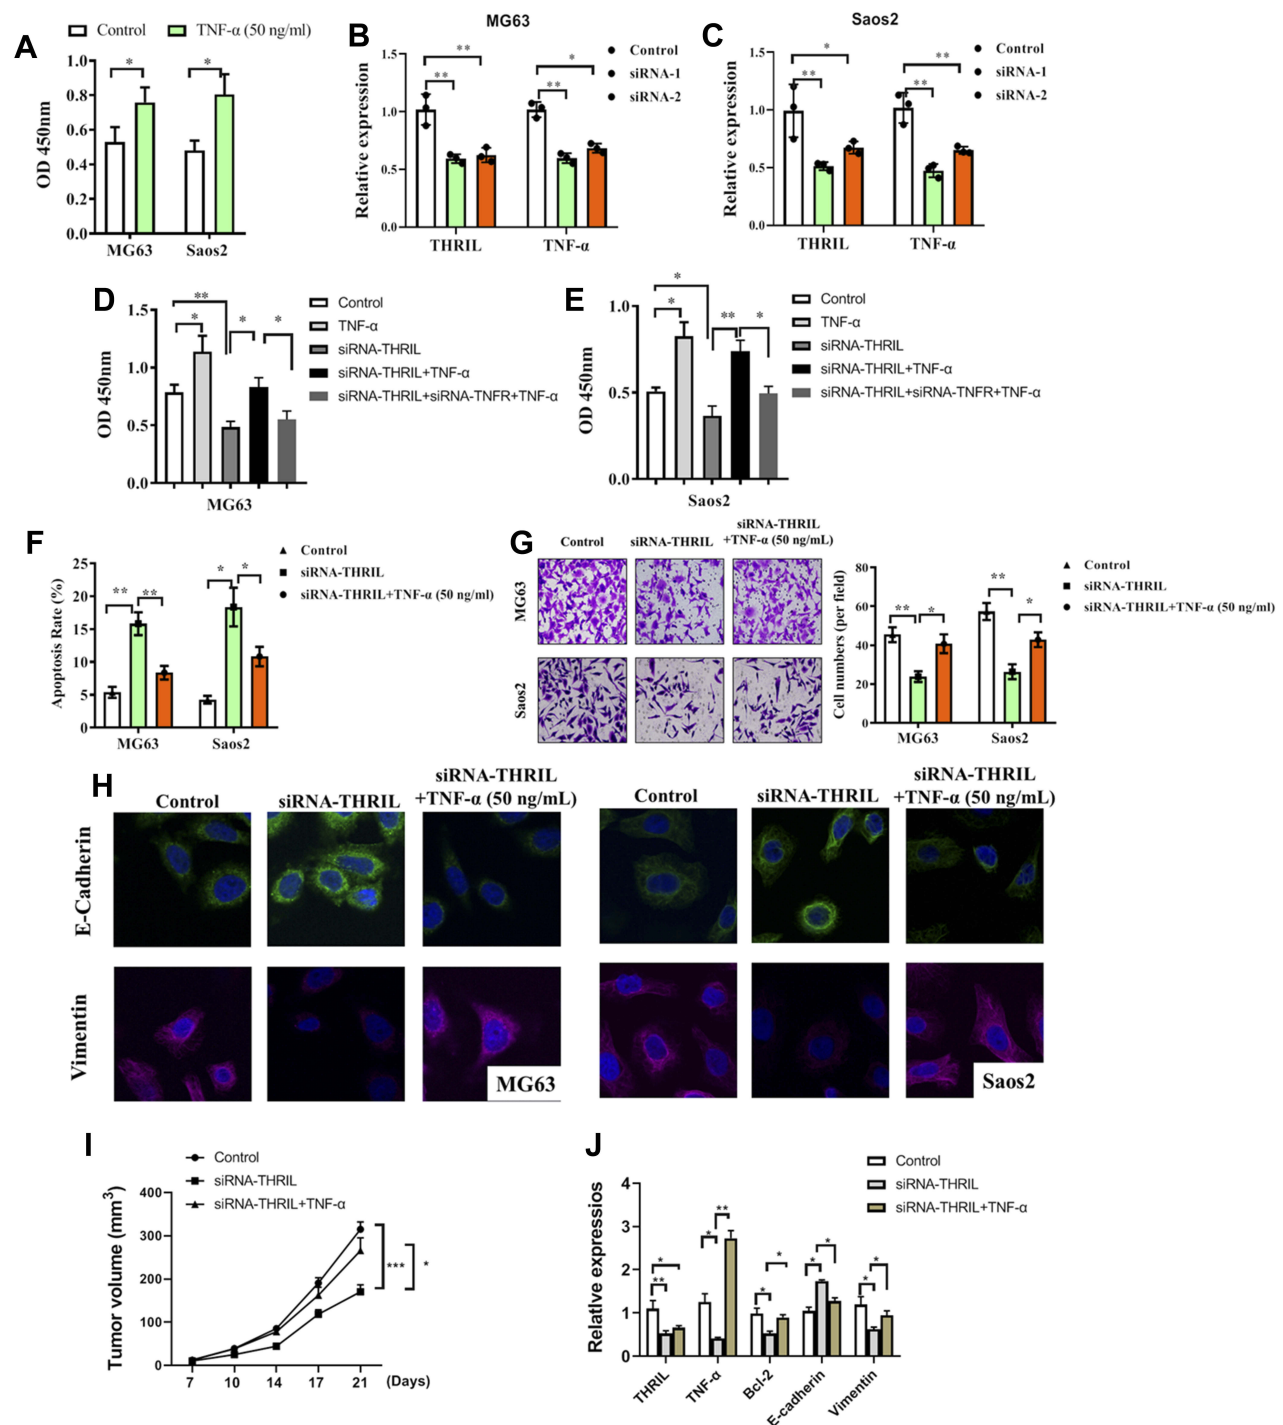 A
Control
TNF-α (50 ng/ml)
OD 450nm
1.0
0.8
0.6
0.4
0.2
0.0
*
*
MG63
Saos2
B
MG63
Relative expression
1.5
1.0
0.5
0.0
**
**
*
**
THRIL
TNF-α
Control
siRNA-1
siRNA-2
C
Saos2
Relative expression
1.5
1.0
0.5
0.0
*
**
**
**
THRIL
TNF-α
Control
siRNA-1
siRNA-2
D
OD 450nm
1.5
1.0
0.5
0.0
**
*
*
*
MG63
Control
TNF-α
siRNA-THRIL
siRNA-THRIL+TNF-α
siRNA-THRIL+siRNA-TNFR+TNF-α
E
OD 450nm
1.0
0.5
0.0
*
*
**
*
Saos2
Control
TNF-α
siRNA-THRIL
siRNA-THRIL+TNF-α
siRNA-THRIL+siRNA-TNFR+TNF-α
F
Apoptosis Rate (%)
25
20
15
10
5
0
**
**
*
*
MG63
Saos2
Control
siRNA-THRIL
siRNA-THRIL+TNF-α (50 ng/ml)
G
Control
siRNA-THRIL
siRNA-THRIL
+TNF-α (50 ng/mL)
MG63
Saos2
Cell numbers (per field)
80
60
40
20
0
**
*
**
*
MG63
Saos2
Control
siRNA-THRIL
siRNA-THRIL+TNF-α (50 ng/ml)
H
Control
siRNA-THRIL
siRNA-THRIL
+TNF-α (50 ng/mL)
Control
siRNA-THRIL
siRNA-THRIL
+TNF-α (50 ng/mL)
E-Cadherin
Vimentin
MG63
Saos2
I
Control
siRNA-THRIL
siRNA-THRIL+TNF-α
Tumor volume (mm3)
400
300
200
100
0
***
*
7
10
14
17
21
(Days)
J
Control
siRNA-THRIL
siRNA-THRIL+TNF-α
Relative expressios
4
3
2
1
0
*
**
*
**
*
*
*
*
*
*
THRIL
TNF-α
Bcl-2
E-cadherin
Vimentin